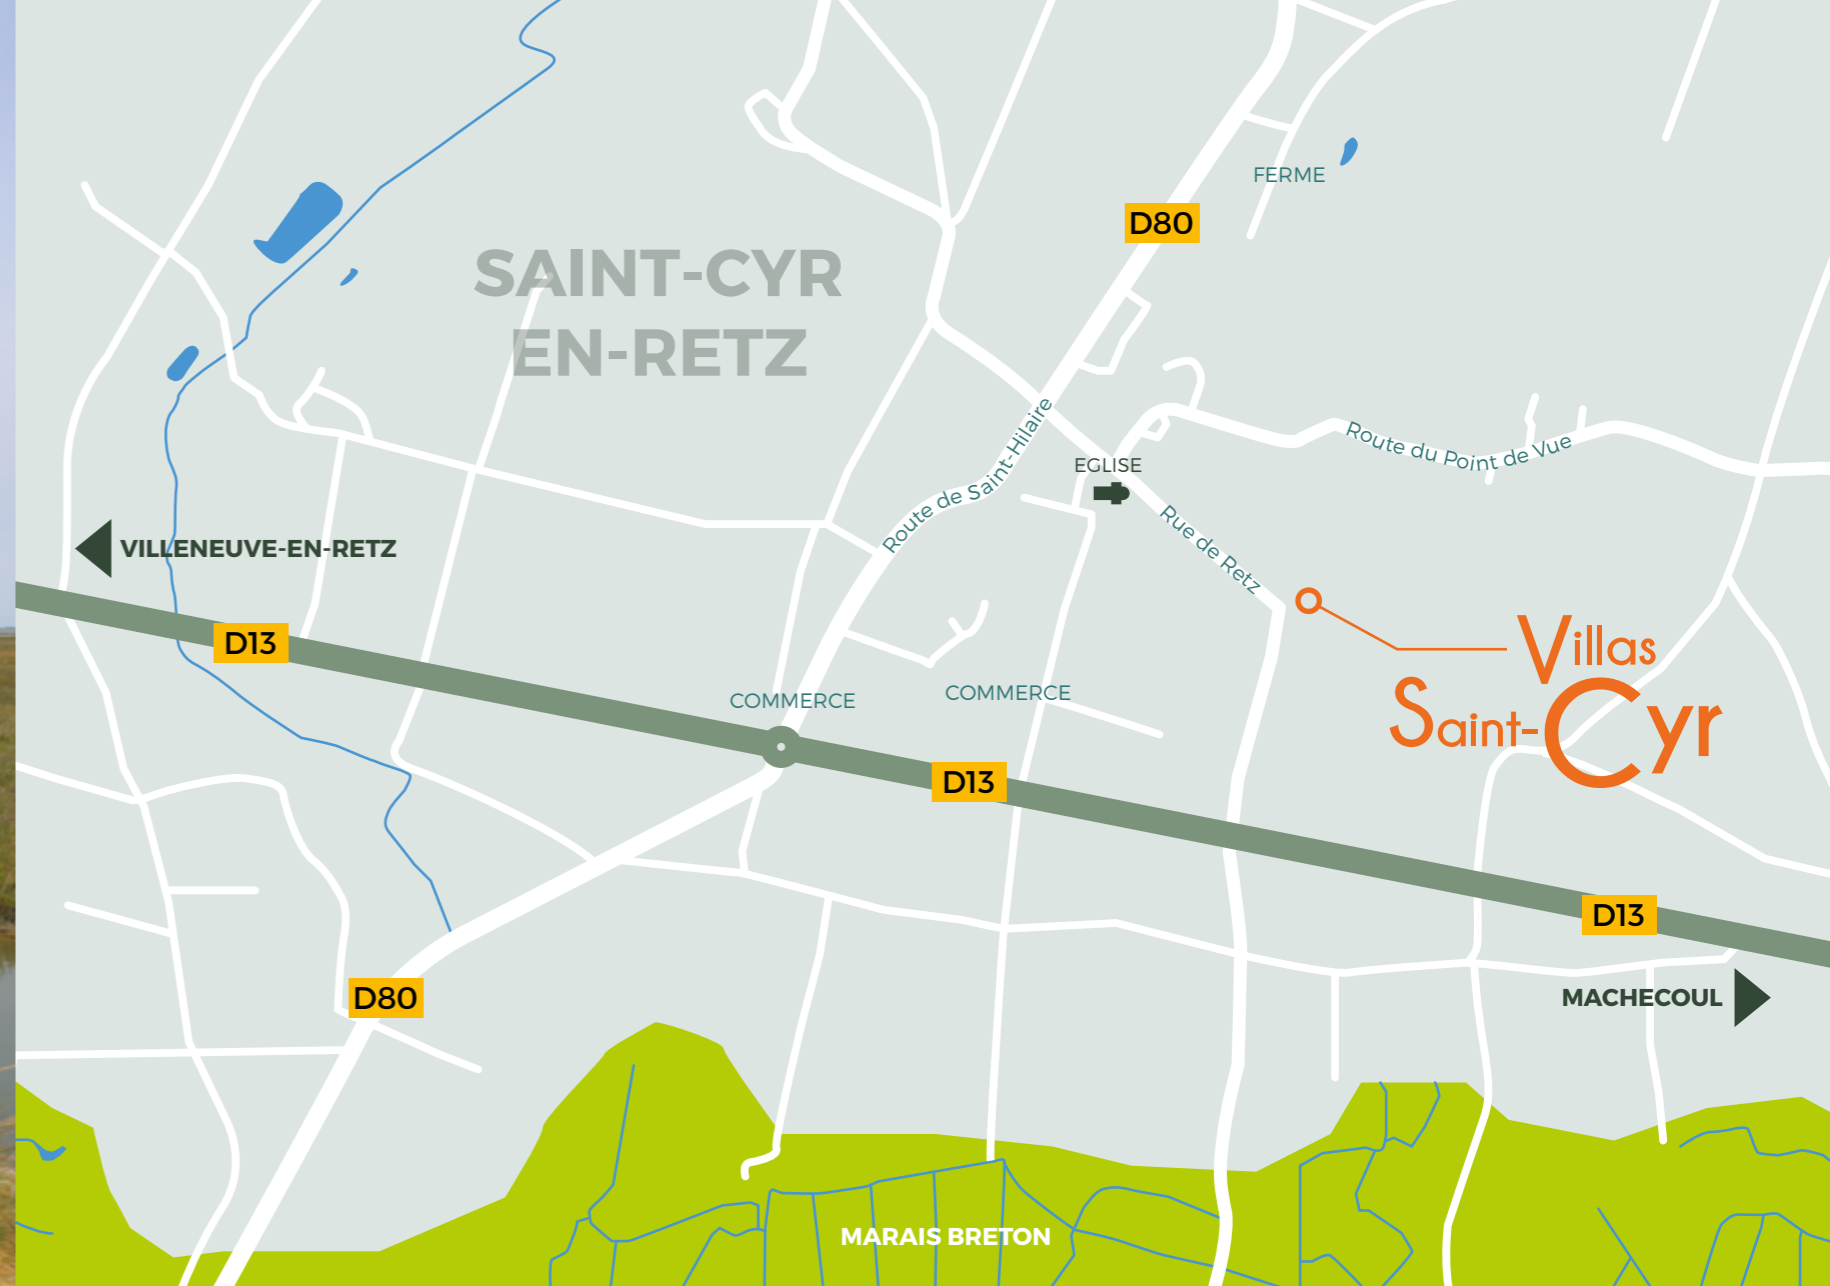 FERME
D80
SAINT-CYR
EN-RETZ
Route de Saint-Hilaire
Route du Point de Vue
EGLISE
Rue de Retz
VILLENEUVE-EN-RETZ
D13
Villas
Saint-Cyr
COMMERCE
COMMERCE
D13
D13
D80
MACHECOUL
MARAIS BRETON